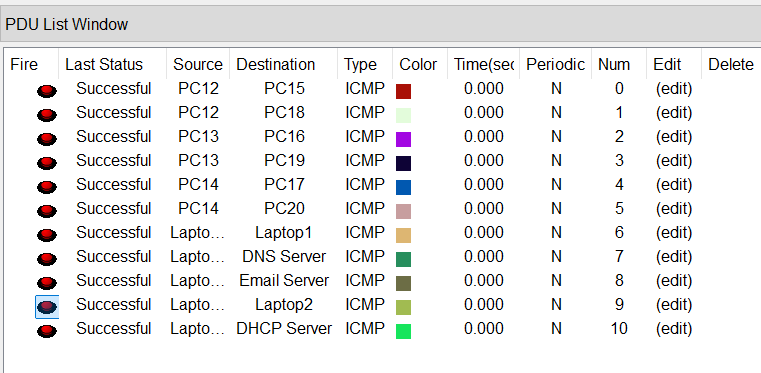 PDU List Window
Fire Last Status Source Destination Type Color Time(sec Periodic Num Edit Delete
Successful PC12 PC15 ICMP 0.000 N 0 (edit)
Successful PC12 PC18 ICMP 0.000 N 1 (edit)
Successful PC13 PC16 ICMP 0.000 N 2 (edit)
Successful PC13 PC19 ICMP 0.000 N 3 (edit)
Successful PC14 PC17 ICMP 0.000 N 4 (edit)
Successful PC14 PC20 ICMP 0.000 N 5 (edit)
Successful Lapto... Laptop1 ICMP 0.000 N 6 (edit)
Successful Lapto... DNS Server ICMP 0.000 N 7 (edit)
Successful Lapto... Email Server ICMP 0.000 N 8 (edit)
Successful Lapto... Laptop2 ICMP 0.000 N 9 (edit)
Successful Lapto... DHCP Server ICMP 0.000 N 10 (edit)